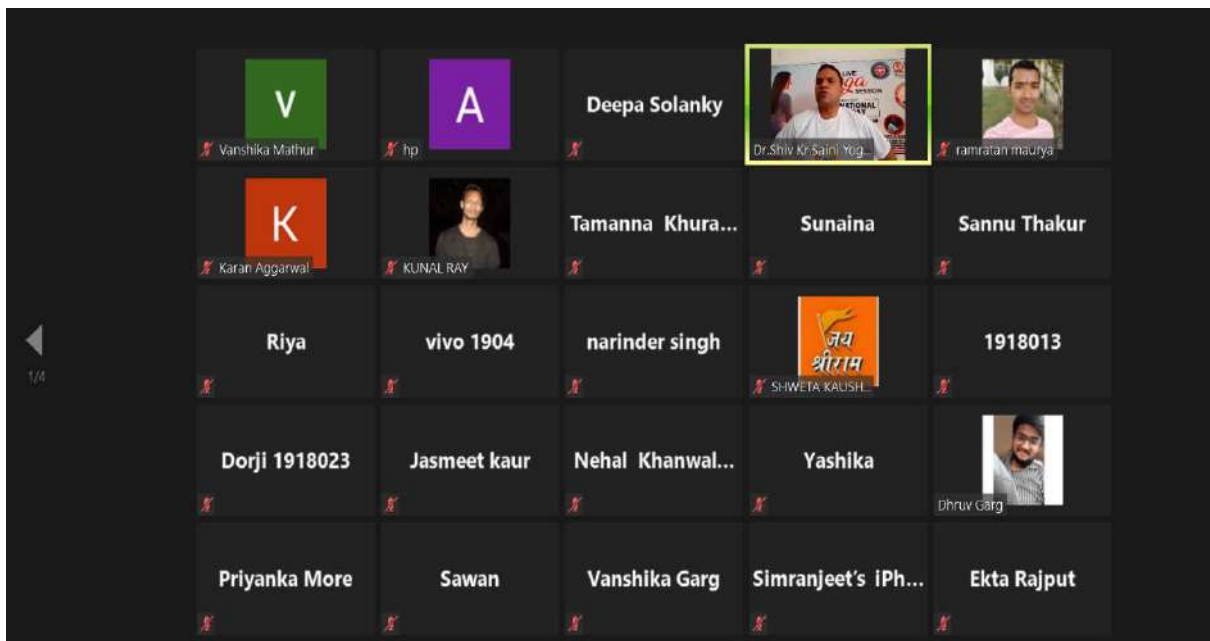 V
Vanshika Mathur
A
hp
Deepa Solanky
LIVE
SESSION
Dr.Shiv Kr.Saini Yog...
ramratan maurya
K
Karan Aggarwal
KUNAL RAY
Tamanna Khura...
Sunaina
Sannu Thakur
Riya
vivo 1904
narinder singh
जय
श्रीराम
SHWETA KAUSH...
1918013
1/4
Dorji 1918023
Jasmeet kaur
Nehal Khanwal...
Yashika
Dhruv Garg
Priyanka More
Sawan
Vanshika Garg
Simranjeet's iPh...
Ekta Rajput